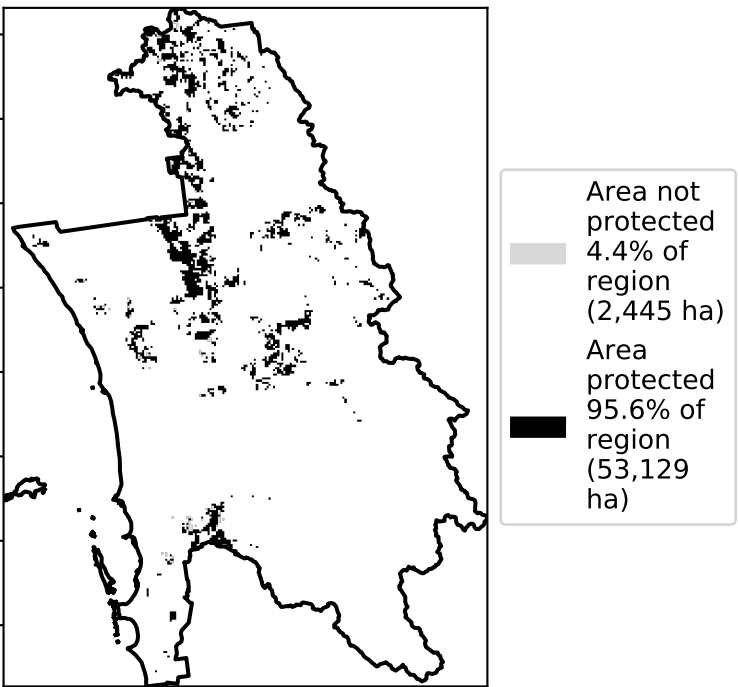 Area not
protected
4.4% of
region
(2,445 ha)
Area
protected
95.6% of
region
(53,129
ha)